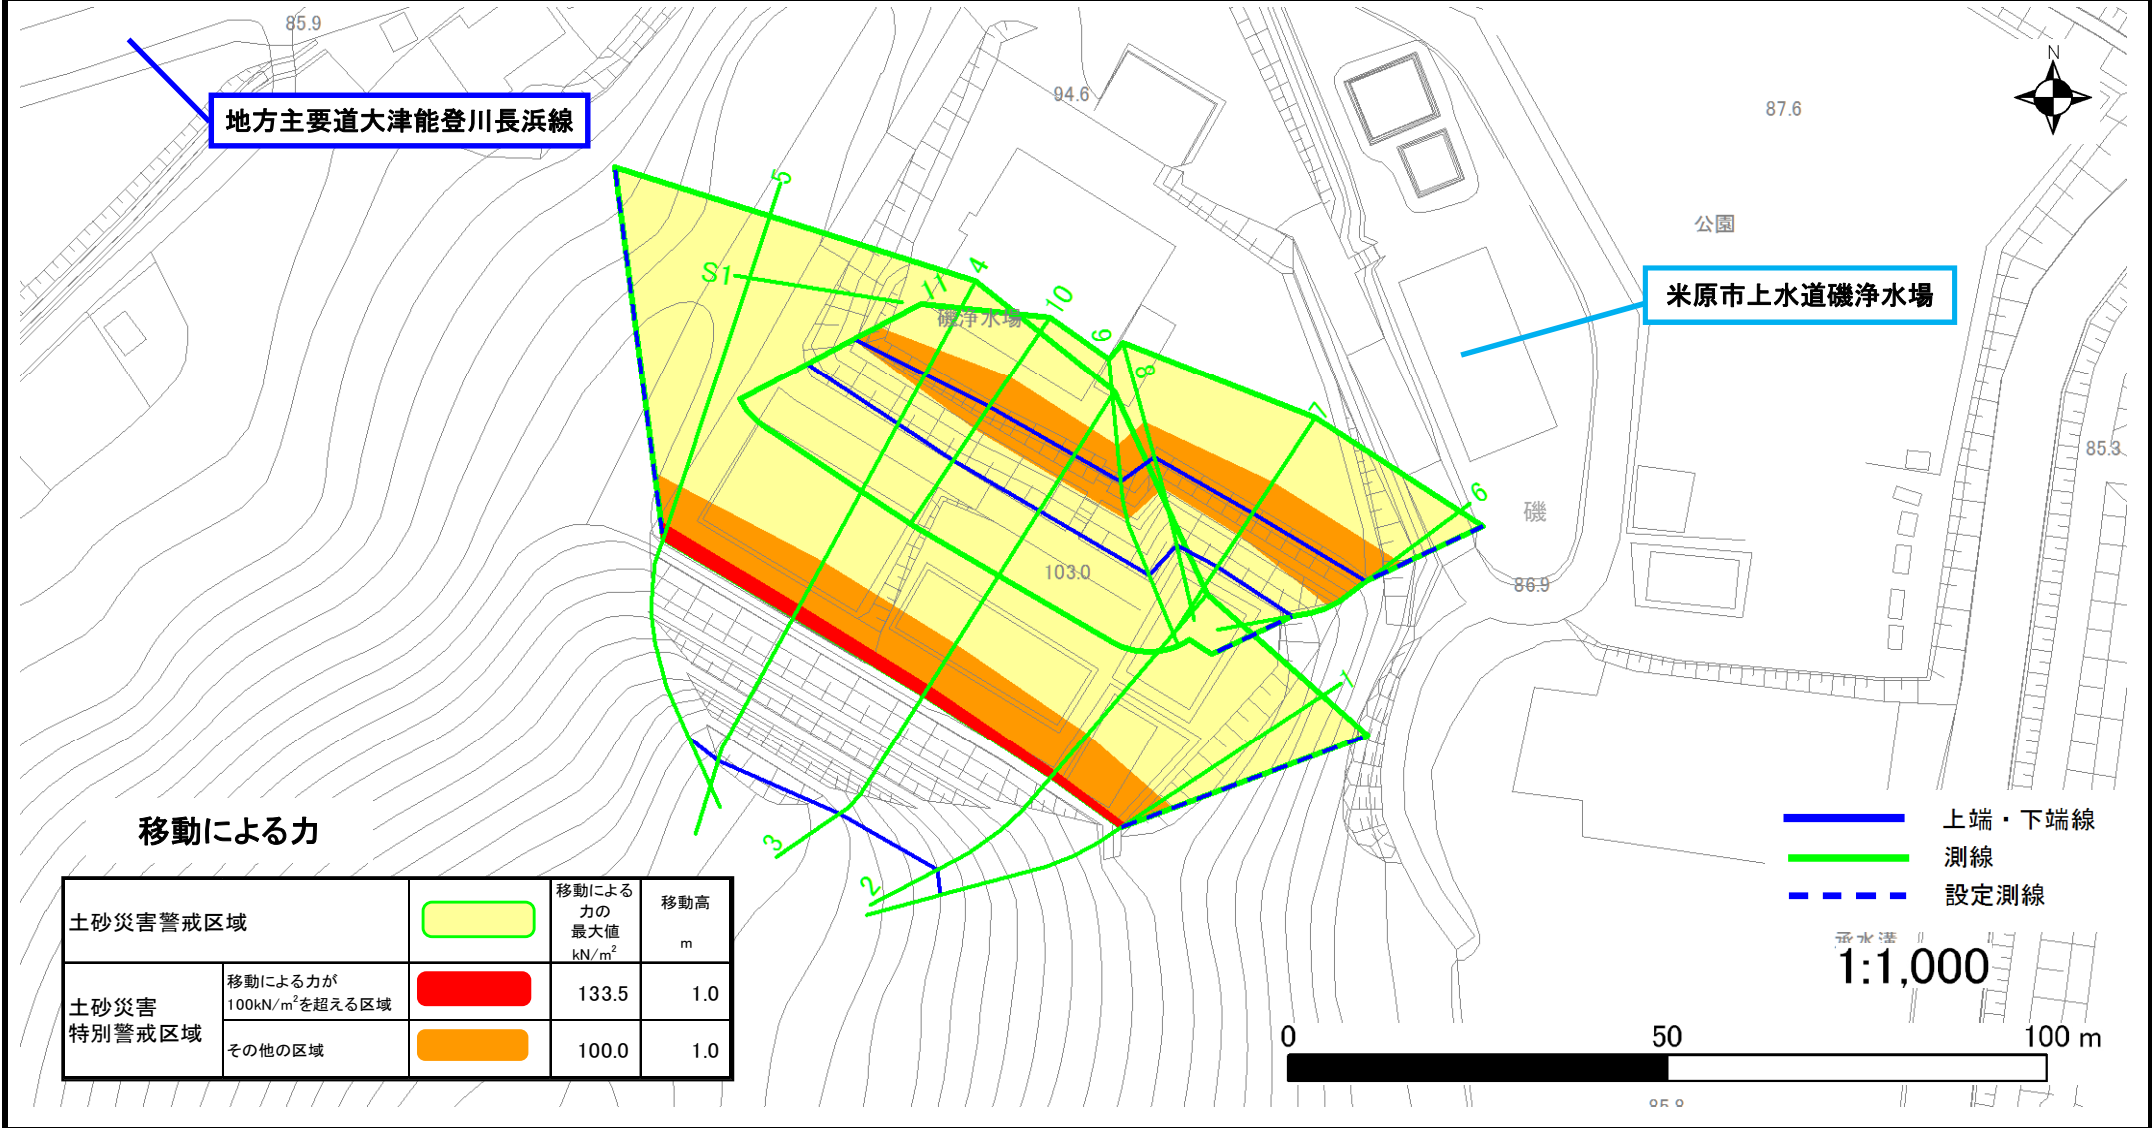 85.9
地方主要道大津能登川長浜線
94.6
87.6
N
公園
米原市上水道磯浄水場
5
S1
11
4
10
磯浄水場
9
8
7
6
85.3
磯
103.0
86.9
1
3
2
移動による力
土砂災害警戒区域
移動による
力の
最大値
kN/m²
移動高
m
土砂災害
特別警戒区域
移動による力が
100kN/m²を超える区域
133.5
1.0
その他の区域
100.0
1.0
上端・下端線
測線
設定測線
承水溝
1:1,000
0
50
100 m
85.8